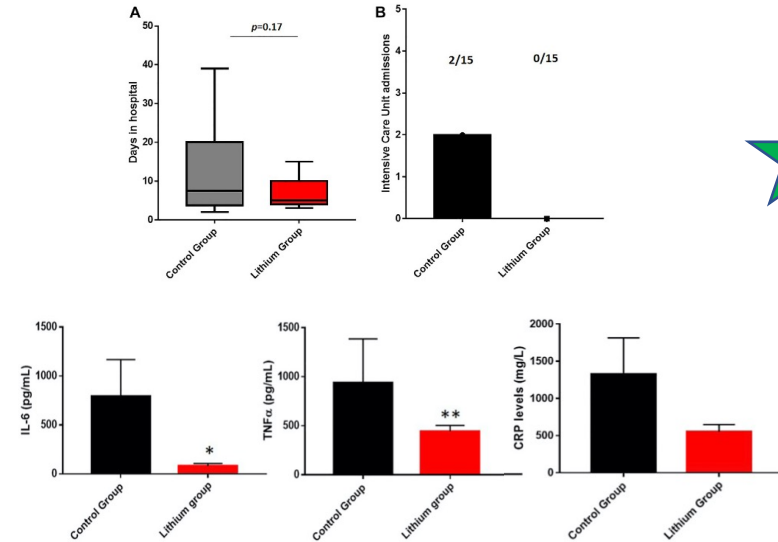 A
p=0.17
Days in hospital
50
40
30
20
10
0
Control Group
Lithium Group
B
2/15
0/15
Intensive Care Unit admissions
5
4
3
2
1
0
Control Group
Lithium Group
IL-6 (pg/mL)
1500
1000
500
0
*
Control Group
Lithium group
TNFα (pg/mL)
1500
1000
500
0
**
Control Group
Lithium group
CRP levels (mg/L)
2000
1500
1000
500
0
Control Group
Lithium Group